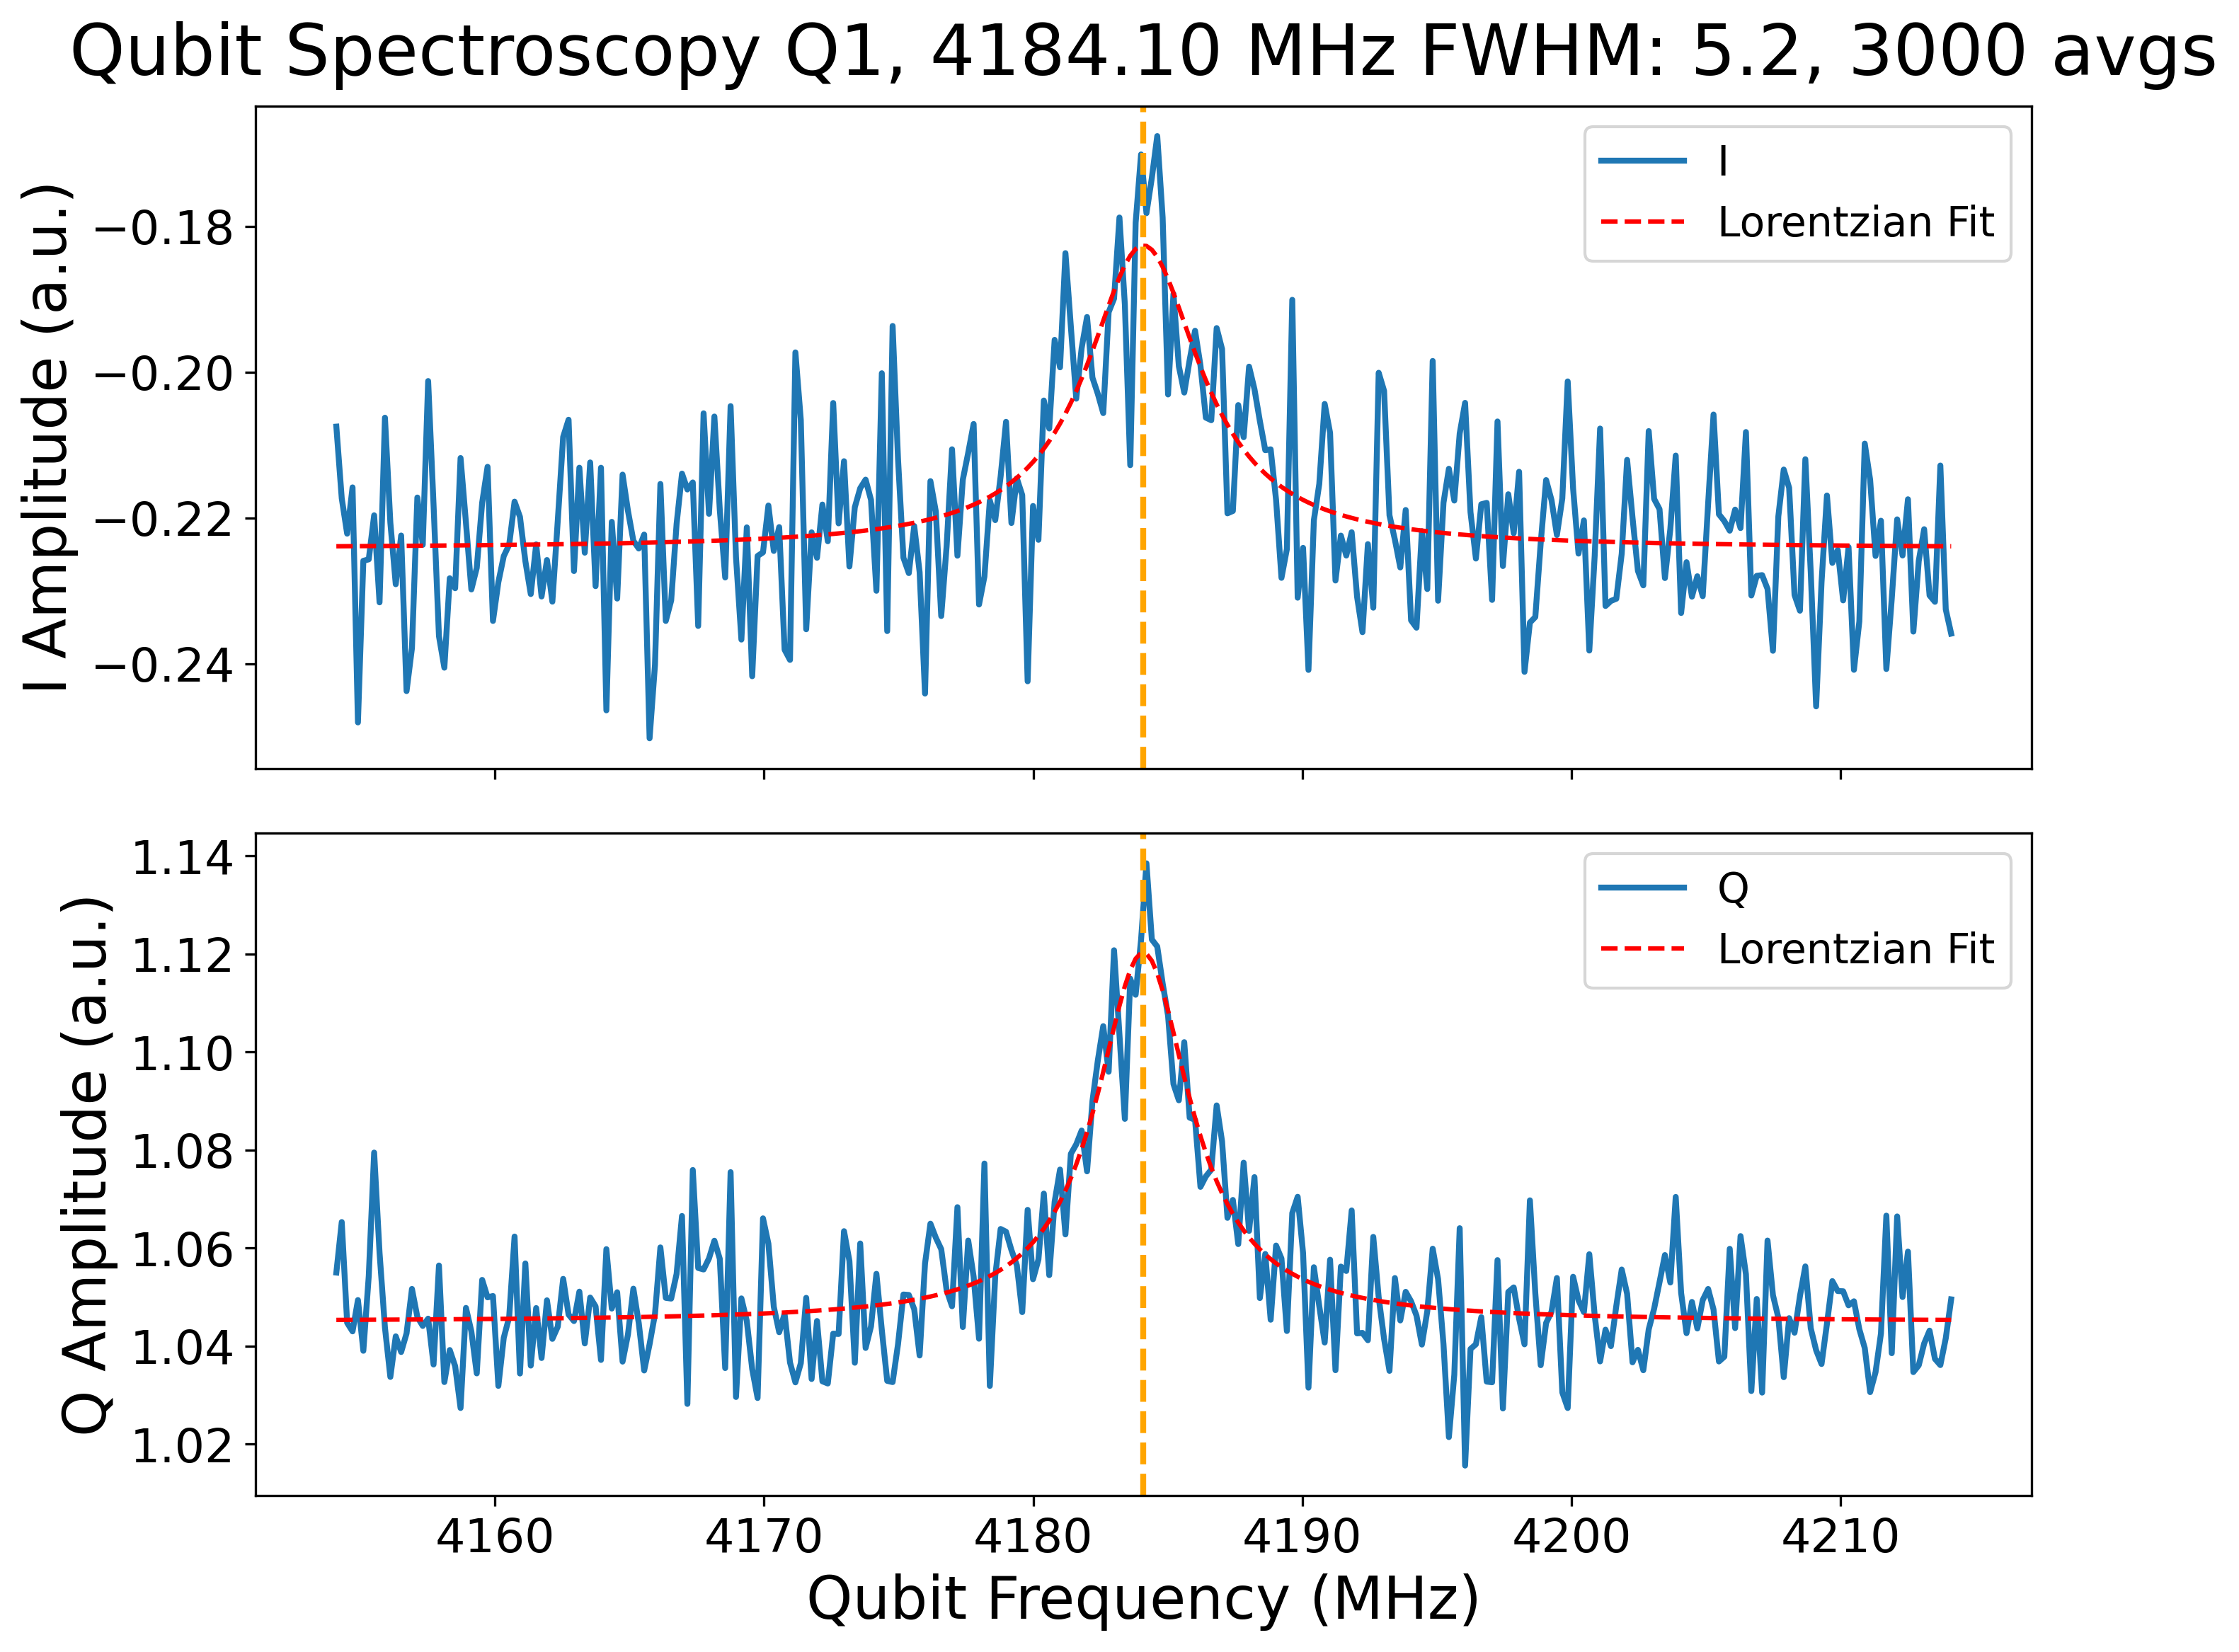 Qubit Spectroscopy Q1, 4184.10 MHz FWHM: 5.2, 3000 avgs
I Amplitude (a.u.)
−0.18
−0.20
−0.22
−0.24
I
Lorentzian Fit
Q Amplitude (a.u.)
1.14
1.12
1.10
1.08
1.06
1.04
1.02
Q
Lorentzian Fit
4160 4170 4180 4190 4200 4210
Qubit Frequency (MHz)